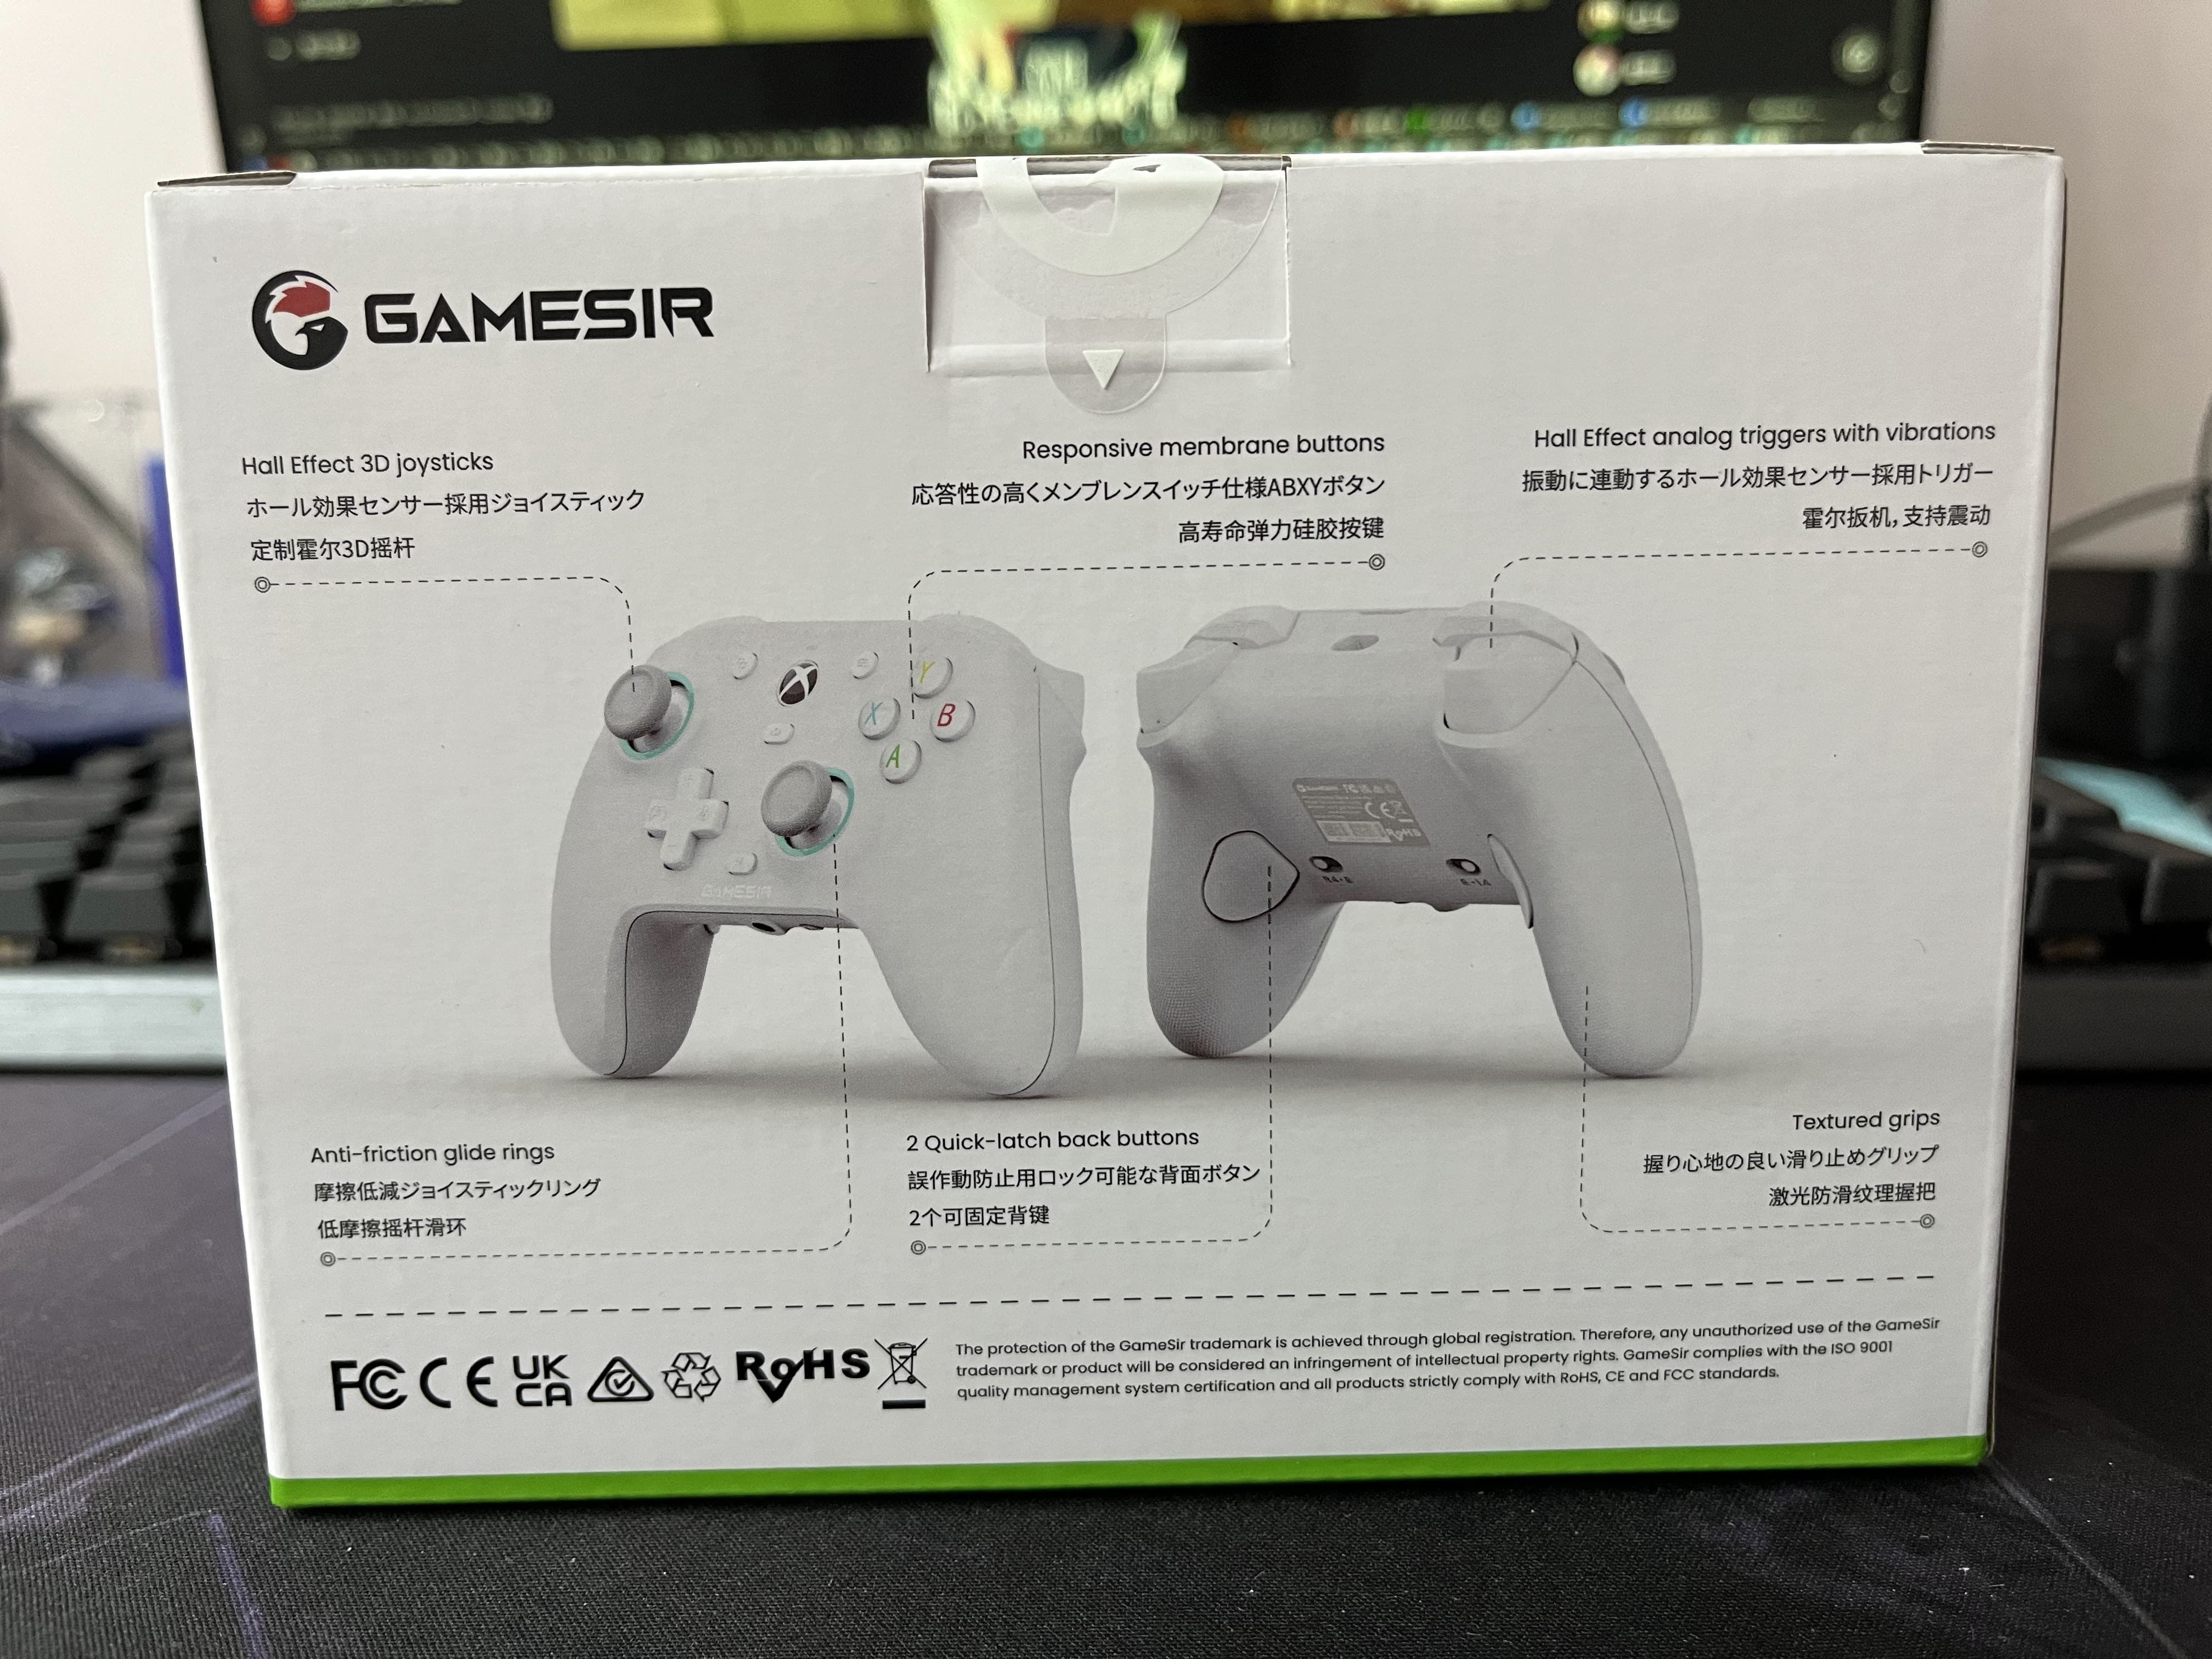 GAMESIR
Hall Effect 3D joysticks
ホール効果センサー採用ジョイスティック
定制霍尔3D摇杆
Responsive membrane buttons
応答性の高くメンブレンスイッチ仕様ABXYボタン
高寿命弹力硅胶按键
Hall Effect analog triggers with vibrations
振動に連動するホール効果センサー採用トリガー
霍尔扳机，支持震动
Y
X
B
A
GAMESIR
RoHS
Anti-friction glide rings
摩擦低減ジョイスティックリング
低摩擦摇杆滑环
2 Quick-latch back buttons
誤作動防止用ロック可能な背面ボタン
2个可固定背键
Textured grips
握り心地の良い滑り止めグリップ
激光防滑纹理握把
FC CE UK
CA
RoHS
The protection of the GameSir trademark is achieved through global registration. Therefore, any unauthorized use of the GameSir
trademark or product will be considered an infringement of intellectual property rights. GameSir complies with the ISO 9001
quality management system certification and all products strictly comply with RoHS, CE and FCC standards.